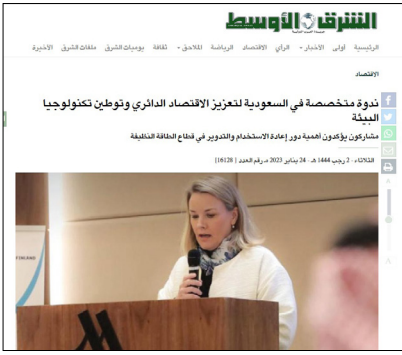 الشرق الأوسط
الرئيسية أولى الأخبار الرأي الاقتصاد الرياضة الملاحق ثقافة يوميات الشرق ملفات الشرق الأخيرة
الاقتصاد
ندوة متخصصة في السعودية لتعزيز الاقتصاد الدائري وتوطين تكنولوجيا
البيئة
مشاركون يؤكدون أهمية دور إعادة الاستخدام والتدوير في قطاع الطاقة النظيفة
الثلاثاء - 2 رجب 1444 هـ - 24 يناير 2023 مـ رقم العدد [16128]